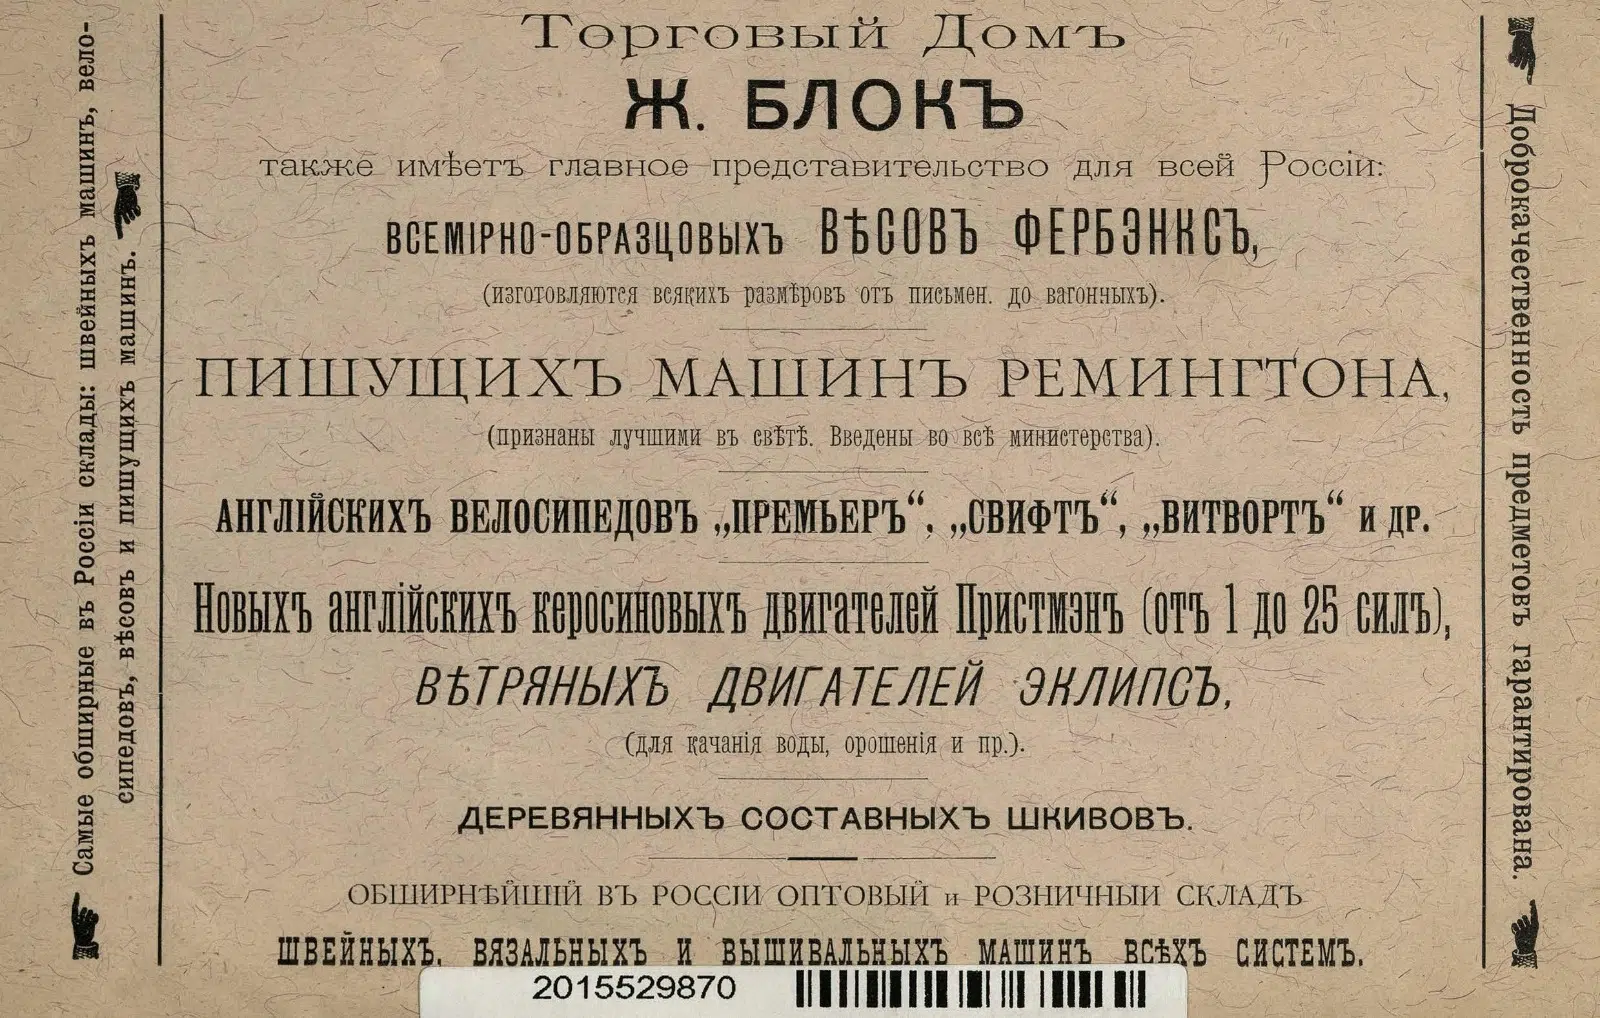 Торговый Домъ
Ж. БЛОКЪ
также имѣетъ главное представительство для всей Россіи:
ВСЕМІРНО-ОБРАЗЦОВЫХЪ ВѢСОВЪ ФЕРБЭНКСЪ,
(изготовляются всякихъ размѣровъ отъ письмен. до вагонныхъ).
ПИШУЩИХЪ МАШИНЪ РЕМИНГТОНА,
(признаны лучшими въ свѣтѣ. Введены во всѣ министерства).
АНГЛІЙСКИХЪ ВЕЛОСИПЕДОВЪ „ПРЕМЬЕРЪ“, „СВИФТЪ“, „ВИТВОРТЪ“ И ДР.
Новыхъ англійскихъ керосиновыхъ двигателей Пристмэнъ (отъ 1 до 25 силъ),
ВѢТРЯНЫХЪ ДВИГАТЕЛЕЙ ЭКЛИПСЪ,
(для качанія воды, орошенія и пр.).
ДЕРЕВЯННЫХЪ СОСТАВНЫХЪ ШКИВОВЪ.
ОБШИРНѢЙШІЙ ВЪ РОССІИ ОПТОВЫЙ и РОЗНИЧНЫЙ СКЛАДЪ
ШВЕЙНЫХЪ, ВЯЗАЛЬНЫХЪ И ВЫШИВАЛЬНЫХЪ МАШИНЪ ВСѢХЪ СИСТЕМЪ.
Самые обширные въ Россіи склады: швейныхъ машинъ, вело-
сипедовъ, вѣсовъ и пишущихъ машинъ.
Доброкачественность предметовъ гарантирована.
2015529870